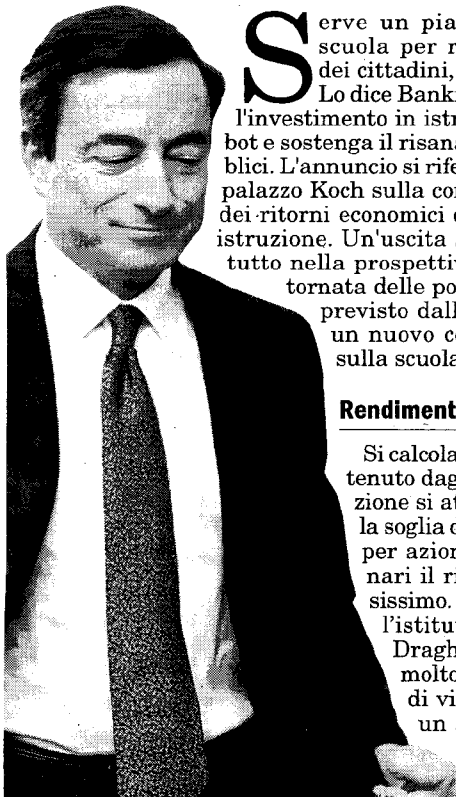 Serve un pia
scuola per r
dei cittadini,
Lo dice Banki
l'investimento in istr
bot e sostenga il risana
blici. L'annuncio si rife
palazzo Koch sulla con
dei ritorni economici d
istruzione. Un'uscita
tutto nella prospettiv
tornata delle po
previsto dall
un nuovo co
sulla scuola
Rendiment
Si calcola
tenuto dag
zione si at
la soglia d
per azion
nari il ri
sissimo.
l'istitu
Dragh
molto
di vi
un